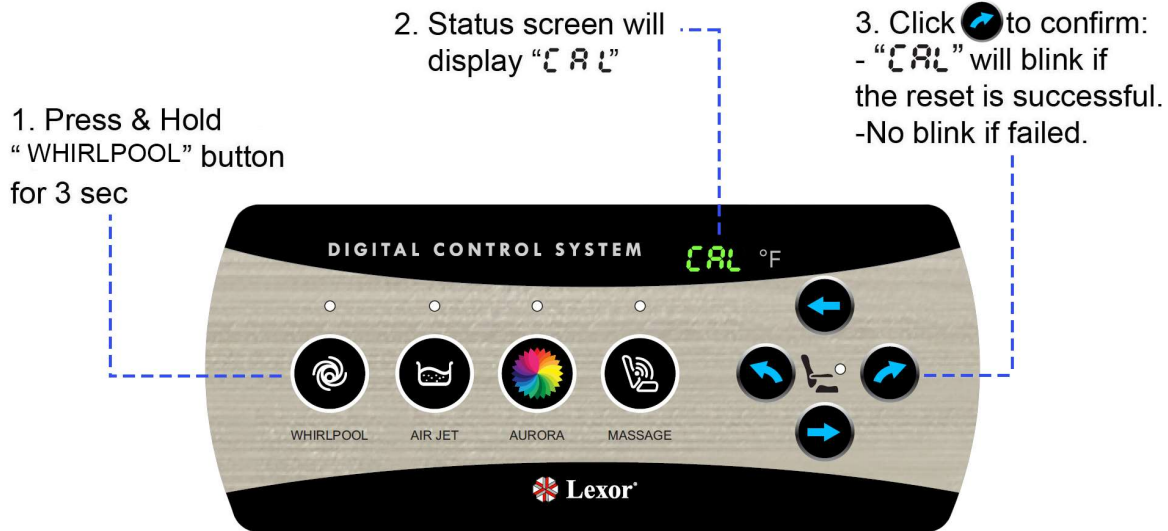 1. Press & Hold
“ WHIRLPOOL” button
for 3 sec
2. Status screen will
display “CAL”
3. Click to confirm:
- “CAL” will blink if
the reset is successful.
-No blink if failed.
DIGITAL CONTROL SYSTEM
CAL °F
WHIRLPOOL
AIR JET
AURORA
MASSAGE
Lexor